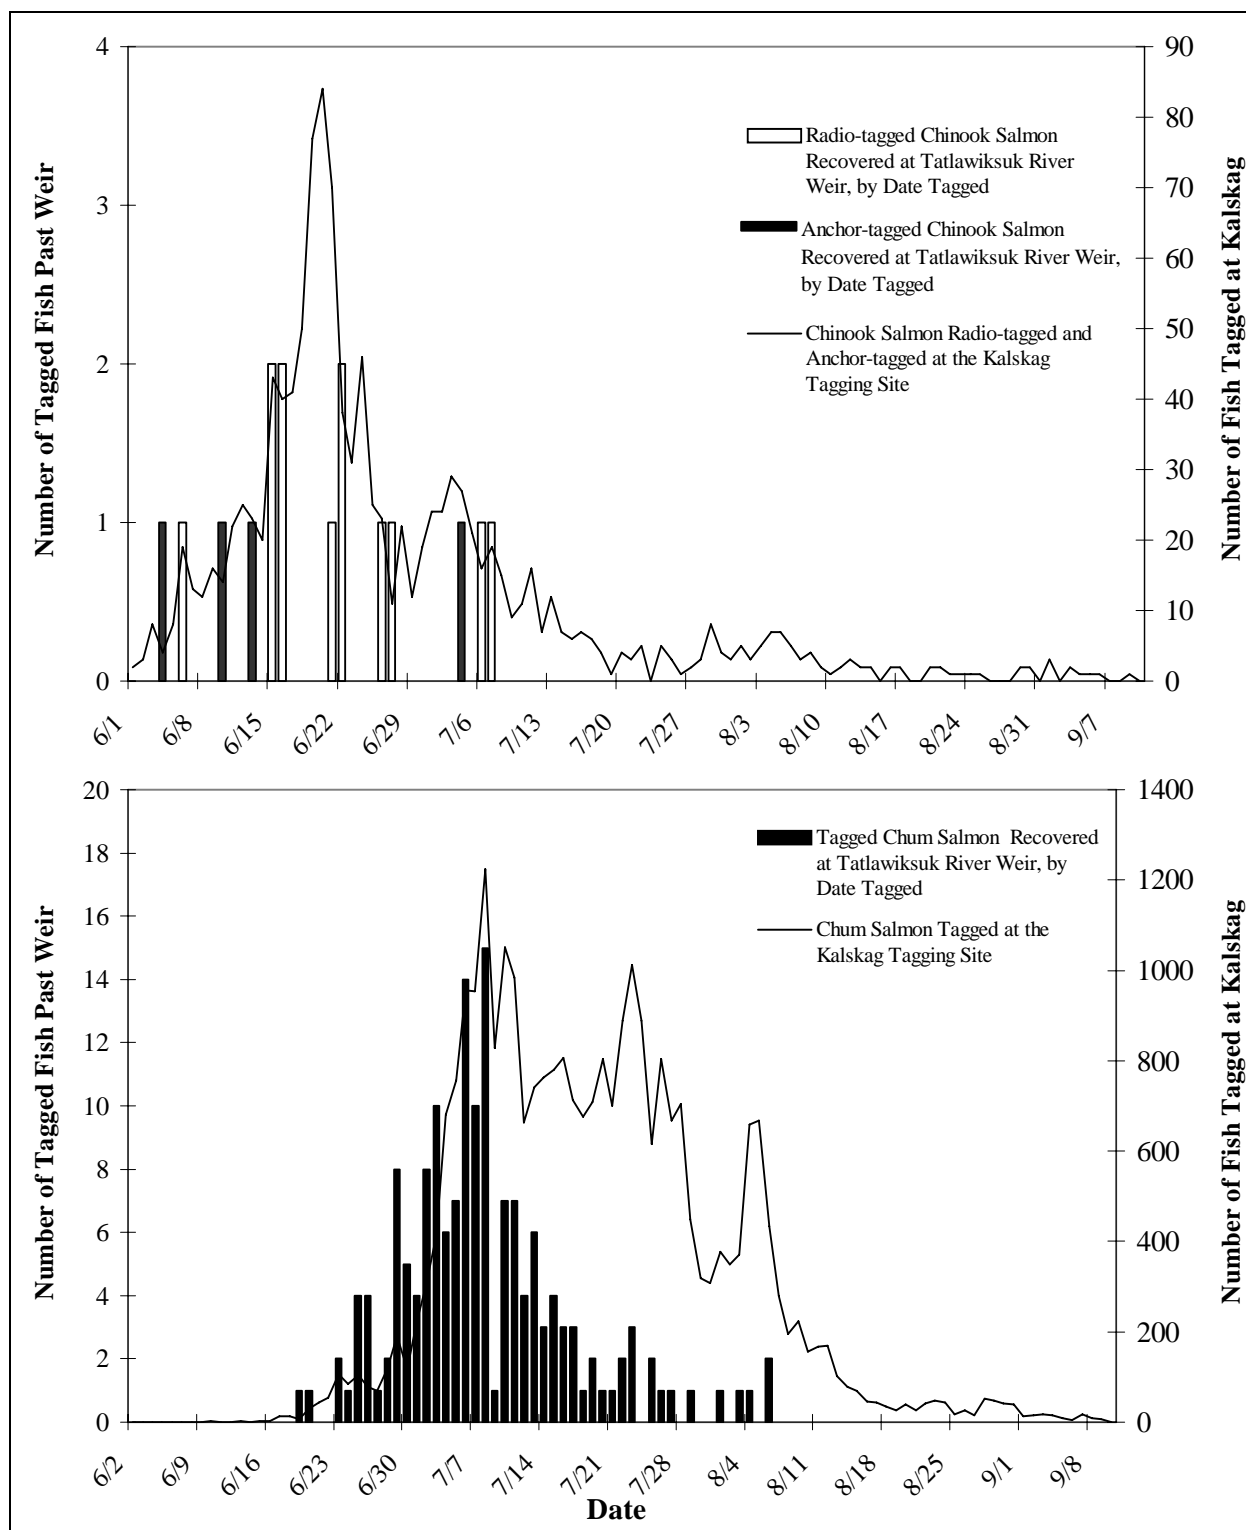 4
3
2
1
0
90
80
70
60
50
40
30
20
10
0
Number of Tagged Fish Past Weir
Number of Fish Tagged at Kalskag
Radio-tagged Chinook Salmon
Recovered at Tatlawiksuk River
Weir, by Date Tagged
Anchor-tagged Chinook Salmon
Recovered at Tatlawiksuk River Weir,
by Date Tagged
Chinook Salmon Radio-tagged and
Anchor-tagged at the Kalskag
Tagging Site
6/1 6/8 6/15 6/22 6/29 7/6 7/13 7/20 7/27 8/3 8/10 8/17 8/24 8/31 9/7
20
18
16
14
12
10
8
6
4
2
0
1400
1200
1000
800
600
400
200
0
Number of Tagged Fish Past Weir
Number of Fish Tagged at Kalskag
Tagged Chum Salmon Recovered
at Tatlawiksuk River Weir, by
Date Tagged
Chum Salmon Tagged at the
Kalskag Tagging Site
6/2 6/9 6/16 6/23 6/30 7/7 7/14 7/21 7/28 8/4 8/11 8/18 8/25 9/1 9/8
Date